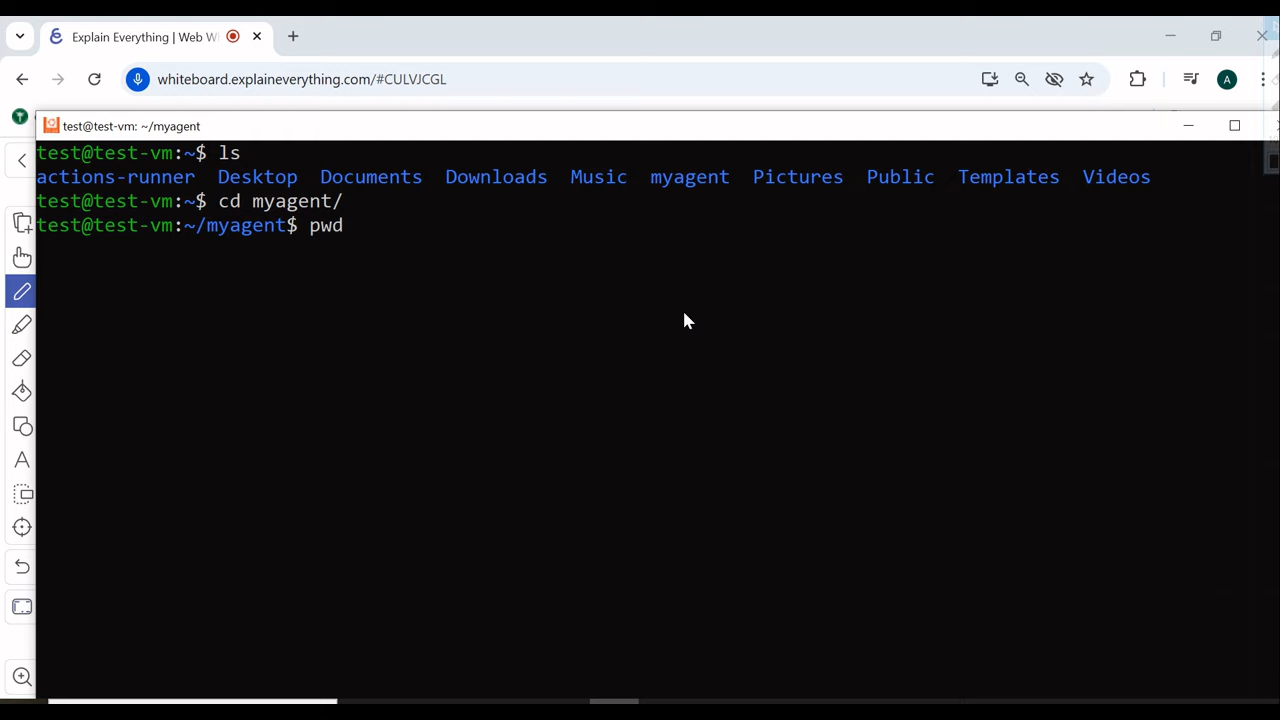 Explain Everything | Web W
whiteboard.explaineverything.com/#CULVJCGL
A
test@test-vm: ~/myagent
test@test-vm:~$ ls
actions-runner Desktop Documents Downloads Music myagent Pictures Public Templates Videos
test@test-vm:~$ cd myagent/
test@test-vm:~/myagent$ pwd